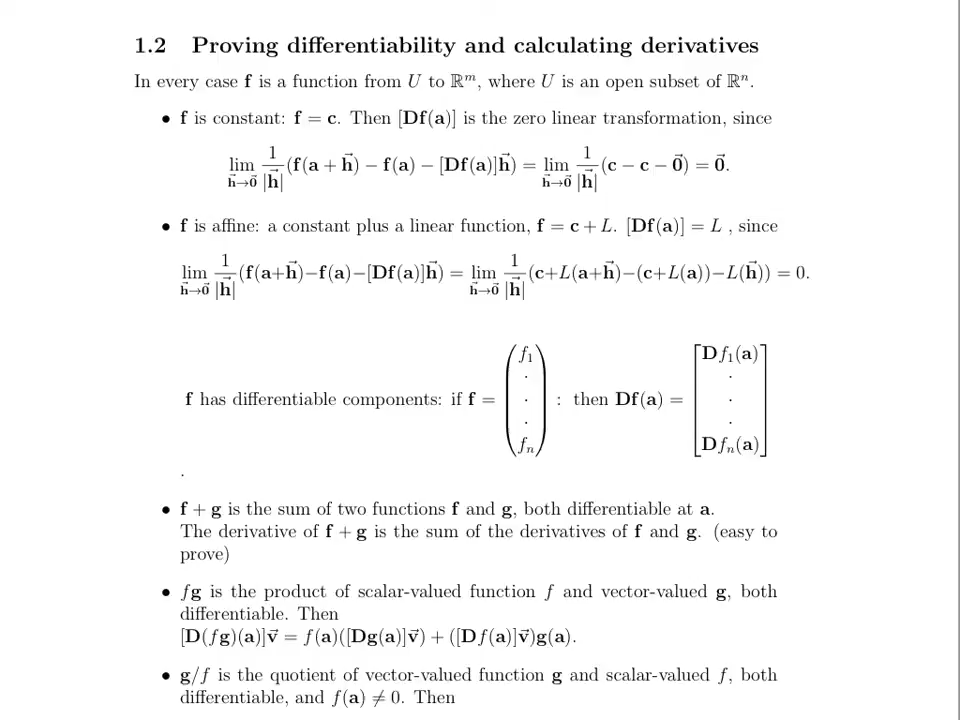 1.2 Proving differentiability and calculating derivatives
In every case f is a function from U to ℝᵐ, where U is an open subset of ℝⁿ.
• f is constant: f = c. Then [Df(a)] is the zero linear transformation, since
lim_{h⃗→0⃗} 1/|h⃗| (f(a + h⃗) − f(a) − [Df(a)]h⃗) = lim_{h⃗→0⃗} 1/|h⃗| (c − c − 0⃗) = 0⃗.
• f is affine: a constant plus a linear function, f = c + L. [Df(a)] = L , since
lim_{h⃗→0⃗} 1/|h⃗| (f(a+h⃗)−f(a)−[Df(a)]h⃗) = lim_{h⃗→0⃗} 1/|h⃗| (c+L(a+h⃗)−(c+L(a))−L(h⃗)) = 0.
f has differentiable components: if f = (f₁ . . . fₙ) : then Df(a) = [Df₁(a) . . . Dfₙ(a)]
.
• f + g is the sum of two functions f and g, both differentiable at a.
The derivative of f + g is the sum of the derivatives of f and g. (easy to
prove)
• fg is the product of scalar-valued function f and vector-valued g, both
differentiable. Then
[D(fg)(a)]v⃗ = f(a)([Dg(a)]v⃗) + ([Df(a)]v⃗)g(a).
• g/f is the quotient of vector-valued function g and scalar-valued f, both
differentiable, and f(a) ≠ 0. Then